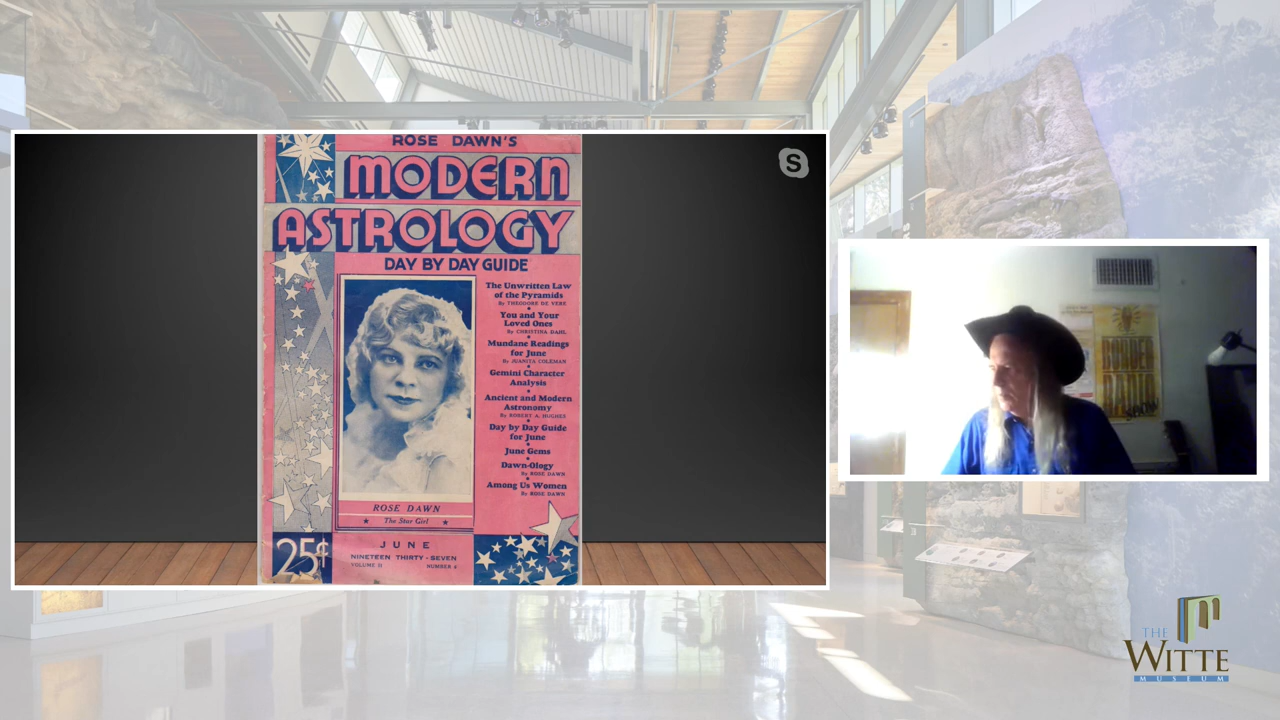 ROSE DAWN'S
MODERN
ASTROLOGY
DAY BY DAY GUIDE
The Unwritten Law
of the Pyramids
By THEODORE DE VERE
You and Your
Loved Ones
By CHRISTINA DAHL
Mundane Readings
for June
By JUANITA COLEMAN
Gemini Character
Analysis
Ancient and Modern
Astronomy
By ROBERT A. HUGHES
Day by Day Guide
for June
June Gems
Dawn-Ology
By ROSE DAWN
Among Us Women
By ROSE DAWN
ROSE DAWN
The Star Girl
25¢
JUNE
NINETEEN THIRTY-SEVEN
VOLUME II
S
THE
WITTE
MUSEUM